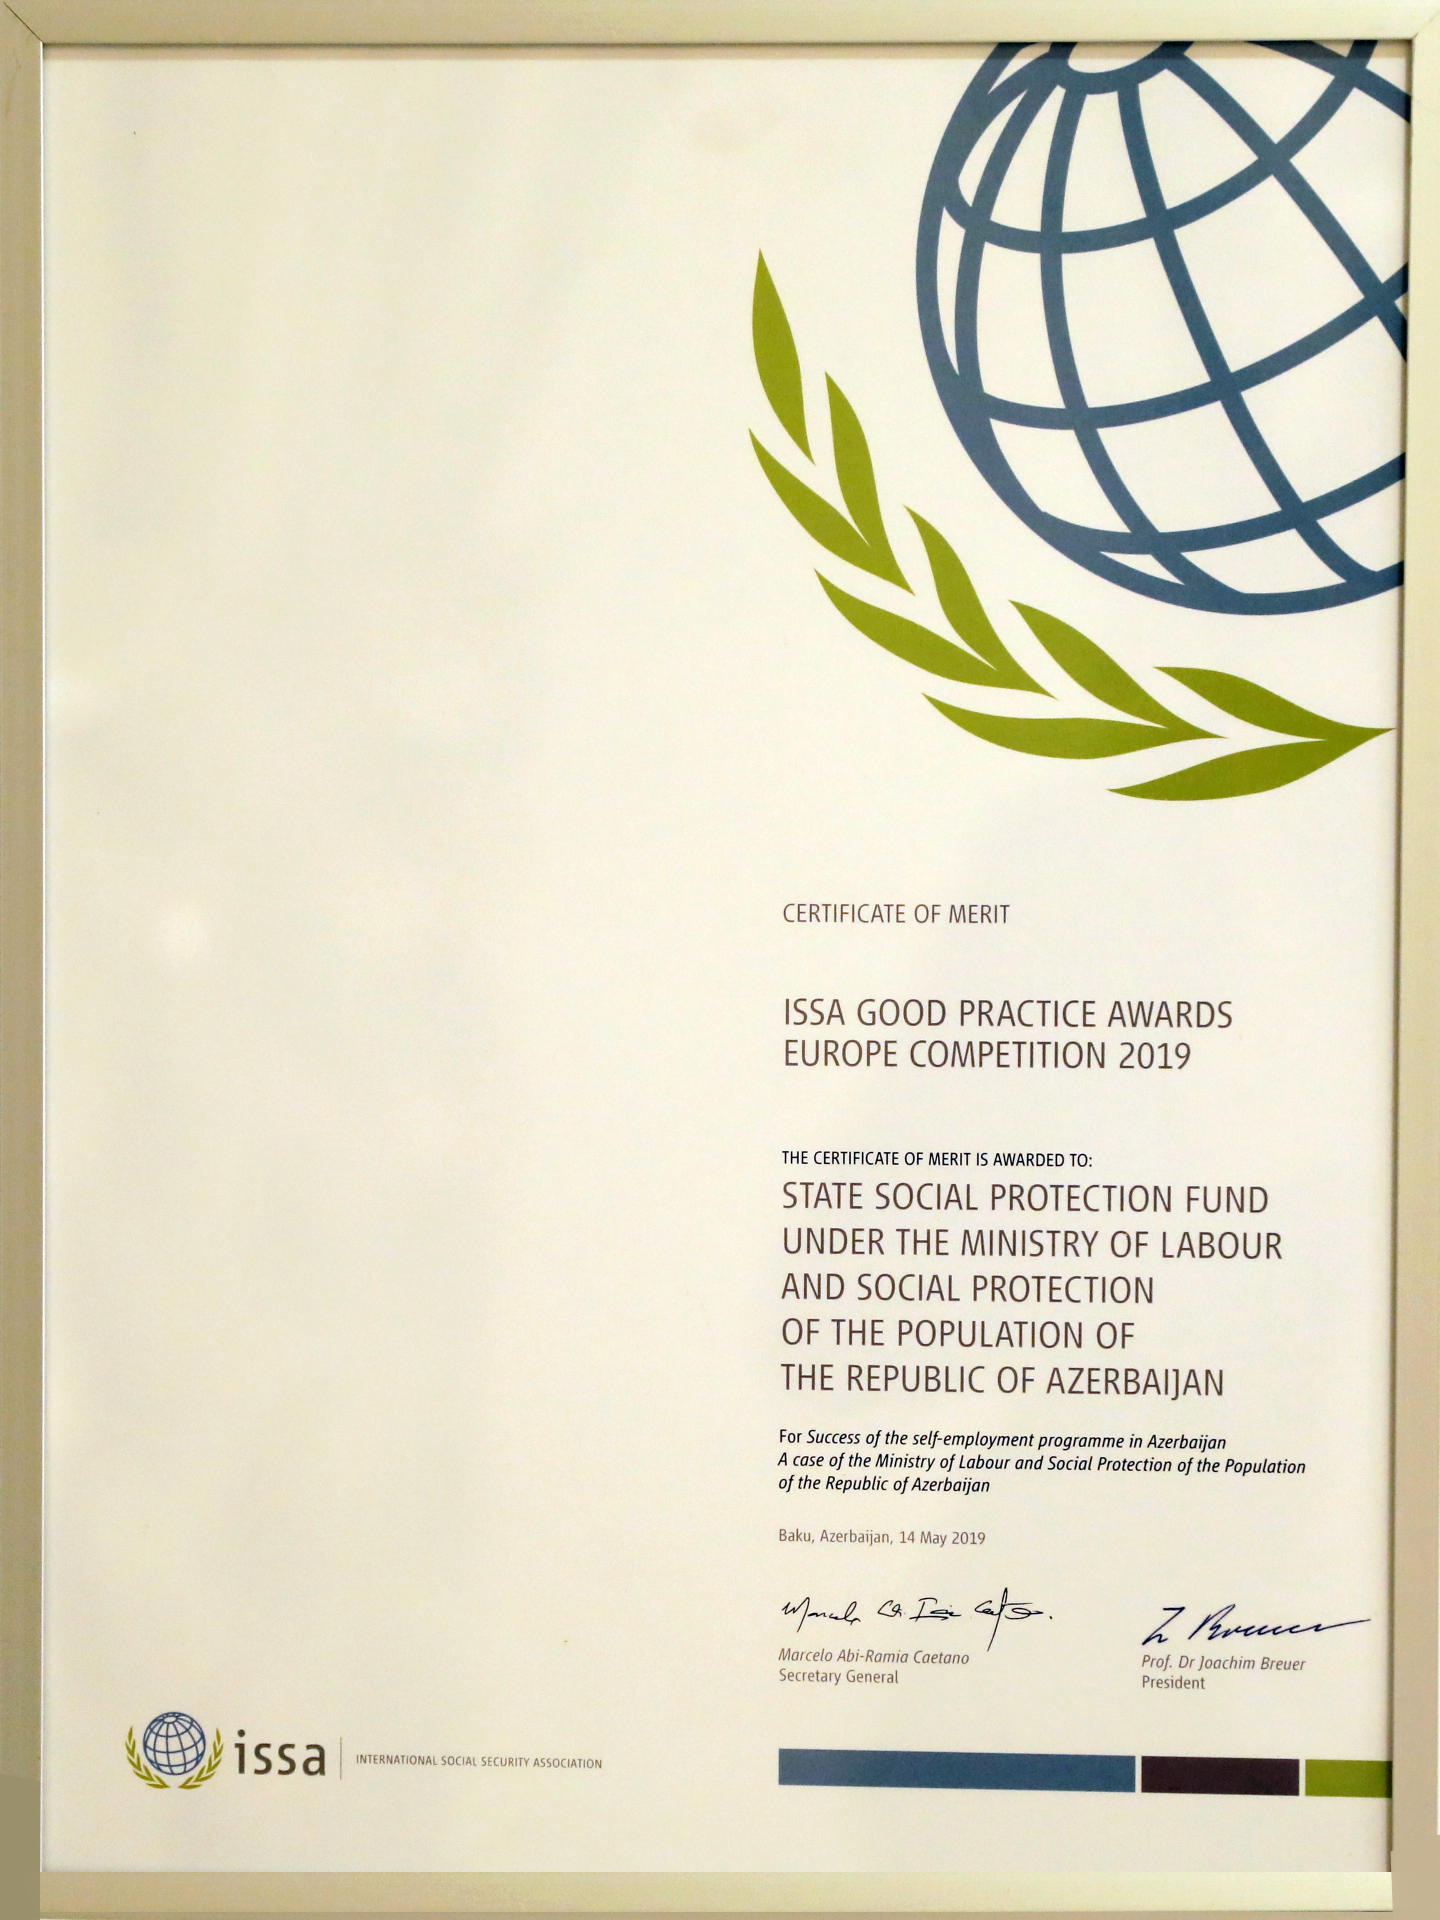 CERTIFICATE OF MERIT
ISSA GOOD PRACTICE AWARDS
EUROPE COMPETITION 2019
THE CERTIFICATE OF MERIT IS AWARDED TO:
STATE SOCIAL PROTECTION FUND
UNDER THE MINISTRY OF LABOUR
AND SOCIAL PROTECTION
OF THE POPULATION OF
THE REPUBLIC OF AZERBAIJAN
For Success of the self-employment programme in Azerbaijan
A case of the Ministry of Labour and Social Protection of the Population
of the Republic of Azerbaijan
Baku, Azerbaijan, 14 May 2019
Marcelo Abi-Ramia Caetano
Secretary General
Prof. Dr Joachim Breuer
President
issa
INTERNATIONAL SOCIAL SECURITY ASSOCIATION